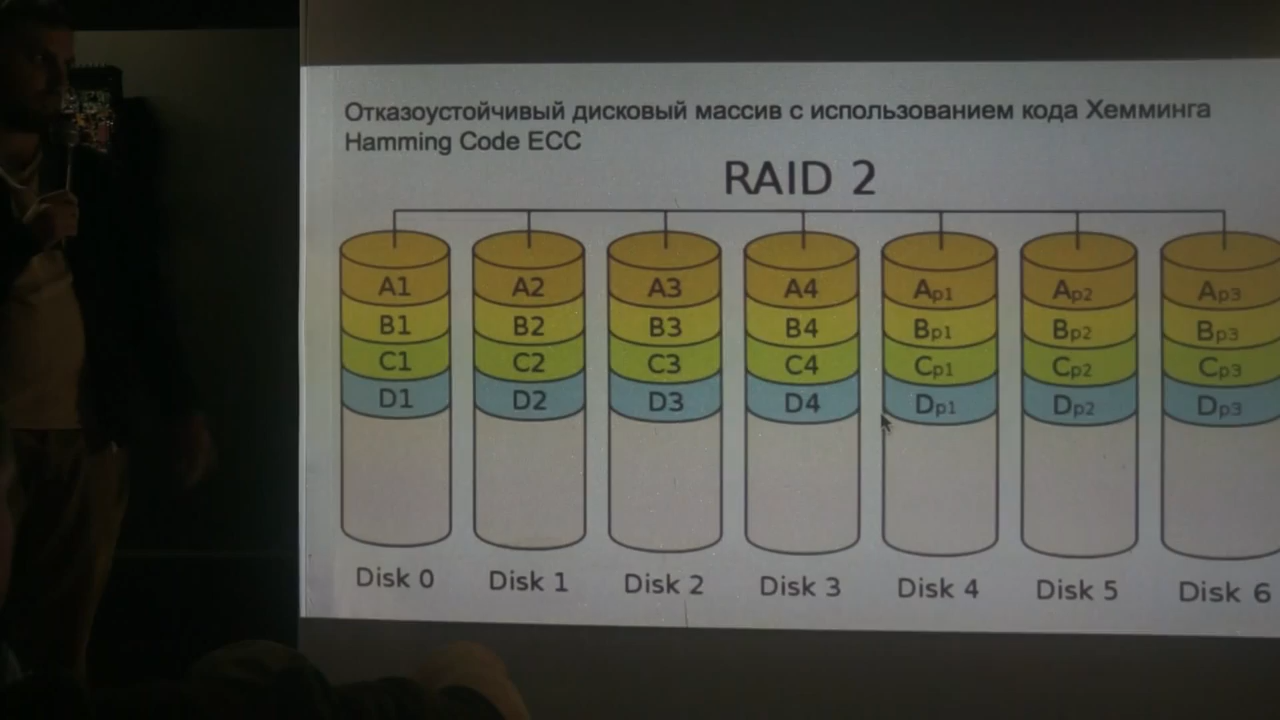 Отказоустойчивый дисковый массив с использованием кода Хемминга
Hamming Code ECC
RAID 2
A1 A2 A3 A4 Ap1 Ap2 Ap3
B1 B2 B3 B4 Bp1 Bp2 Bp3
C1 C2 C3 C4 Cp1 Cp2 Cp3
D1 D2 D3 D4 Dp1 Dp2 Dp3
Disk 0 Disk 1 Disk 2 Disk 3 Disk 4 Disk 5 Disk 6